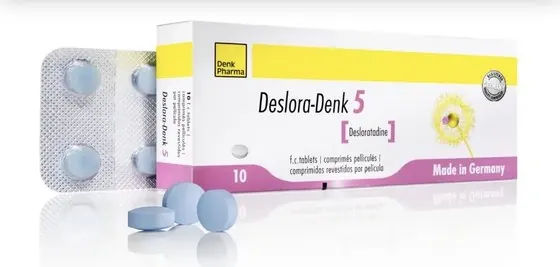 Denk
Pharma
Deslora-Denk 5
[Desloratadine]
f.c.tablets | comprimés pelliculés |
comprimidos revestidos por película
10
Made in Germany
10 f.c. tablets
comprimés pelliculés
comprimidos revestidos
por película
Deslora-Denk 5